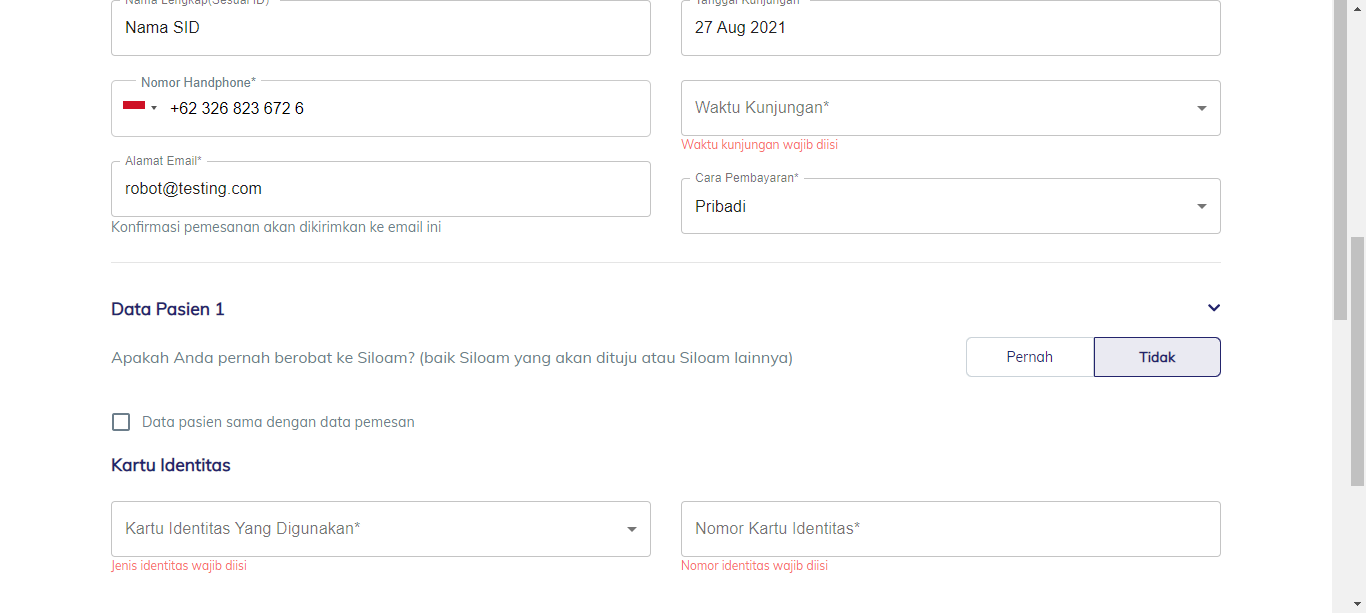 Nama Lengkap(Sesuai ID)*
Nama SID
Tanggal Kunjungan*
27 Aug 2021
Nomor Handphone*
+62 326 823 672 6
Waktu Kunjungan*
Waktu kunjungan wajib diisi
Alamat Email*
robot@testing.com
Konfirmasi pemesanan akan dikirimkan ke email ini
Cara Pembayaran*
Pribadi
Data Pasien 1
Apakah Anda pernah berobat ke Siloam? (baik Siloam yang akan dituju atau Siloam lainnya)
Pernah
Tidak
Data pasien sama dengan data pemesan
Kartu Identitas
Kartu Identitas Yang Digunakan*
Jenis identitas wajib diisi
Nomor Kartu Identitas*
Nomor identitas wajib diisi